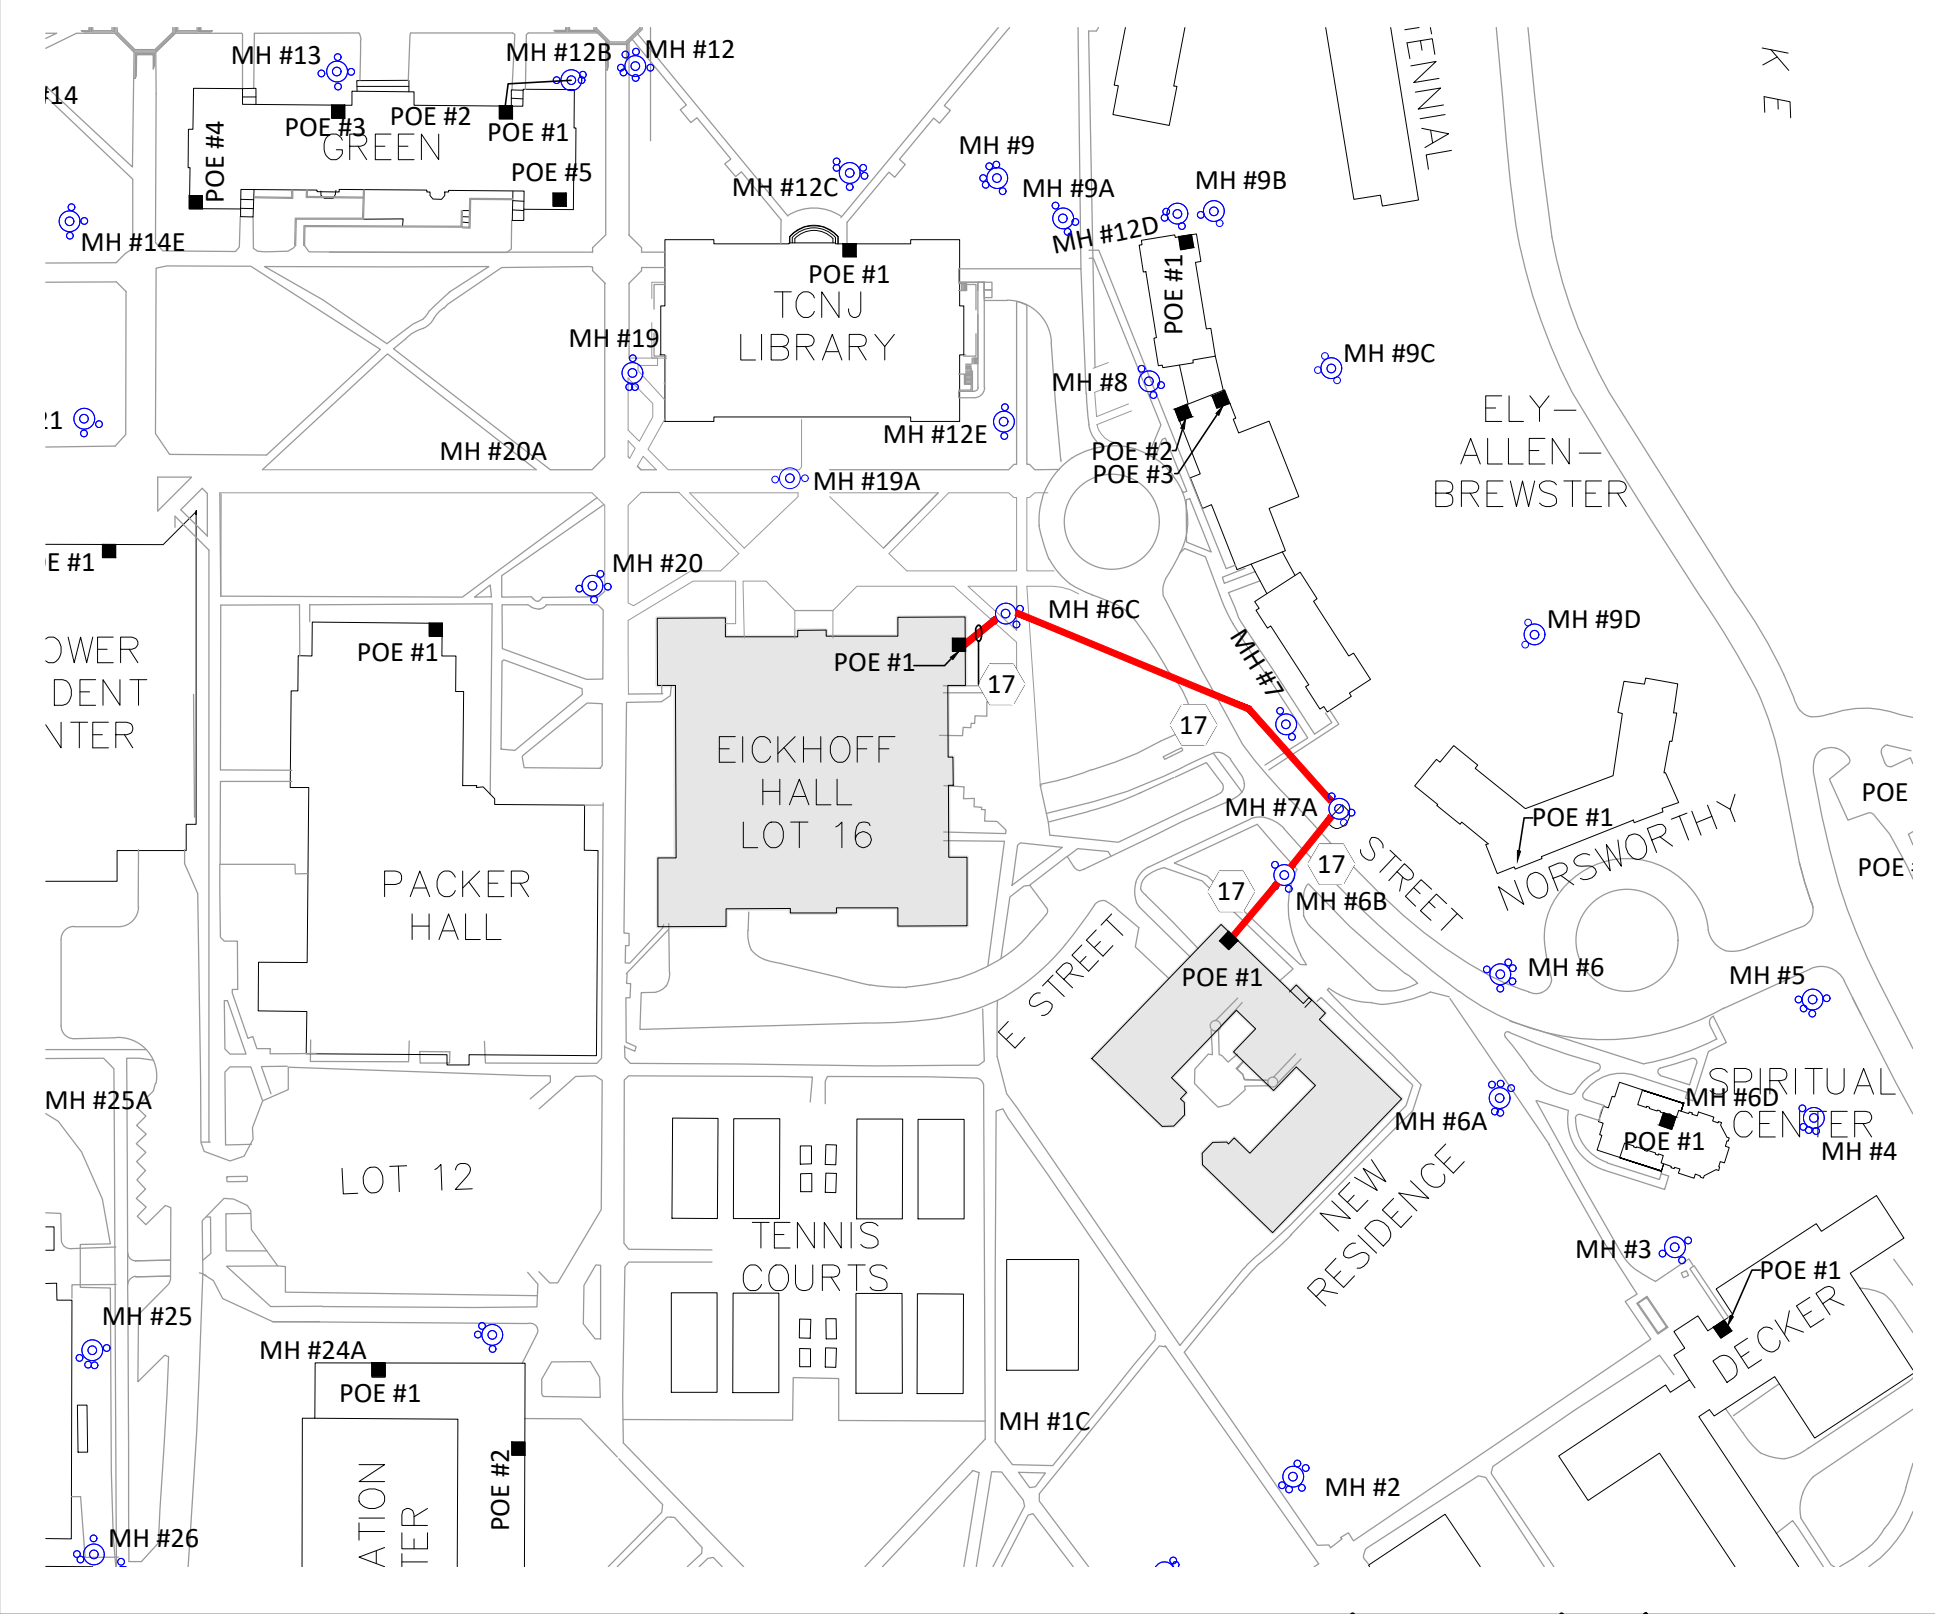 MH #13
MH #12B
MH #12
#14
POE #3
POE #2
POE #1
GREEN
POE #4
POE #5
MH #14E
MH #12C
MH #9
MH #9A
MH #9B
MH #12D
TENNIAL
K E
POE #1
TCNJ
LIBRARY
POE #1
MH #19
MH #8
MH #9C
21
MH #20A
MH #12E
MH #19A
POE #2
POE #3
ELY-
ALLEN-
BREWSTER
E #1
MH #20
MH #6C
MH #9D
OWER
DENT
NTER
POE #1
POE #1
17
MH #7
17
EICKHOFF
HALL
LOT 16
MH #7A
17
17
STREET
MH #6B
POE #1
NORSWORTHY
POE
POE
PACKER
HALL
E STREET
POE #1
MH #6
MH #5
MH #25A
MH #6A
SPIRITUAL
CENTER
MH #6D
POE #1
MH #4
LOT 12
TENNIS
COURTS
NEW
RESIDENCE
MH #3
POE #1
DECKER
MH #25
MH #24A
POE #1
POE #2
MH #1C
MH #2
MH #26
ATION
TER